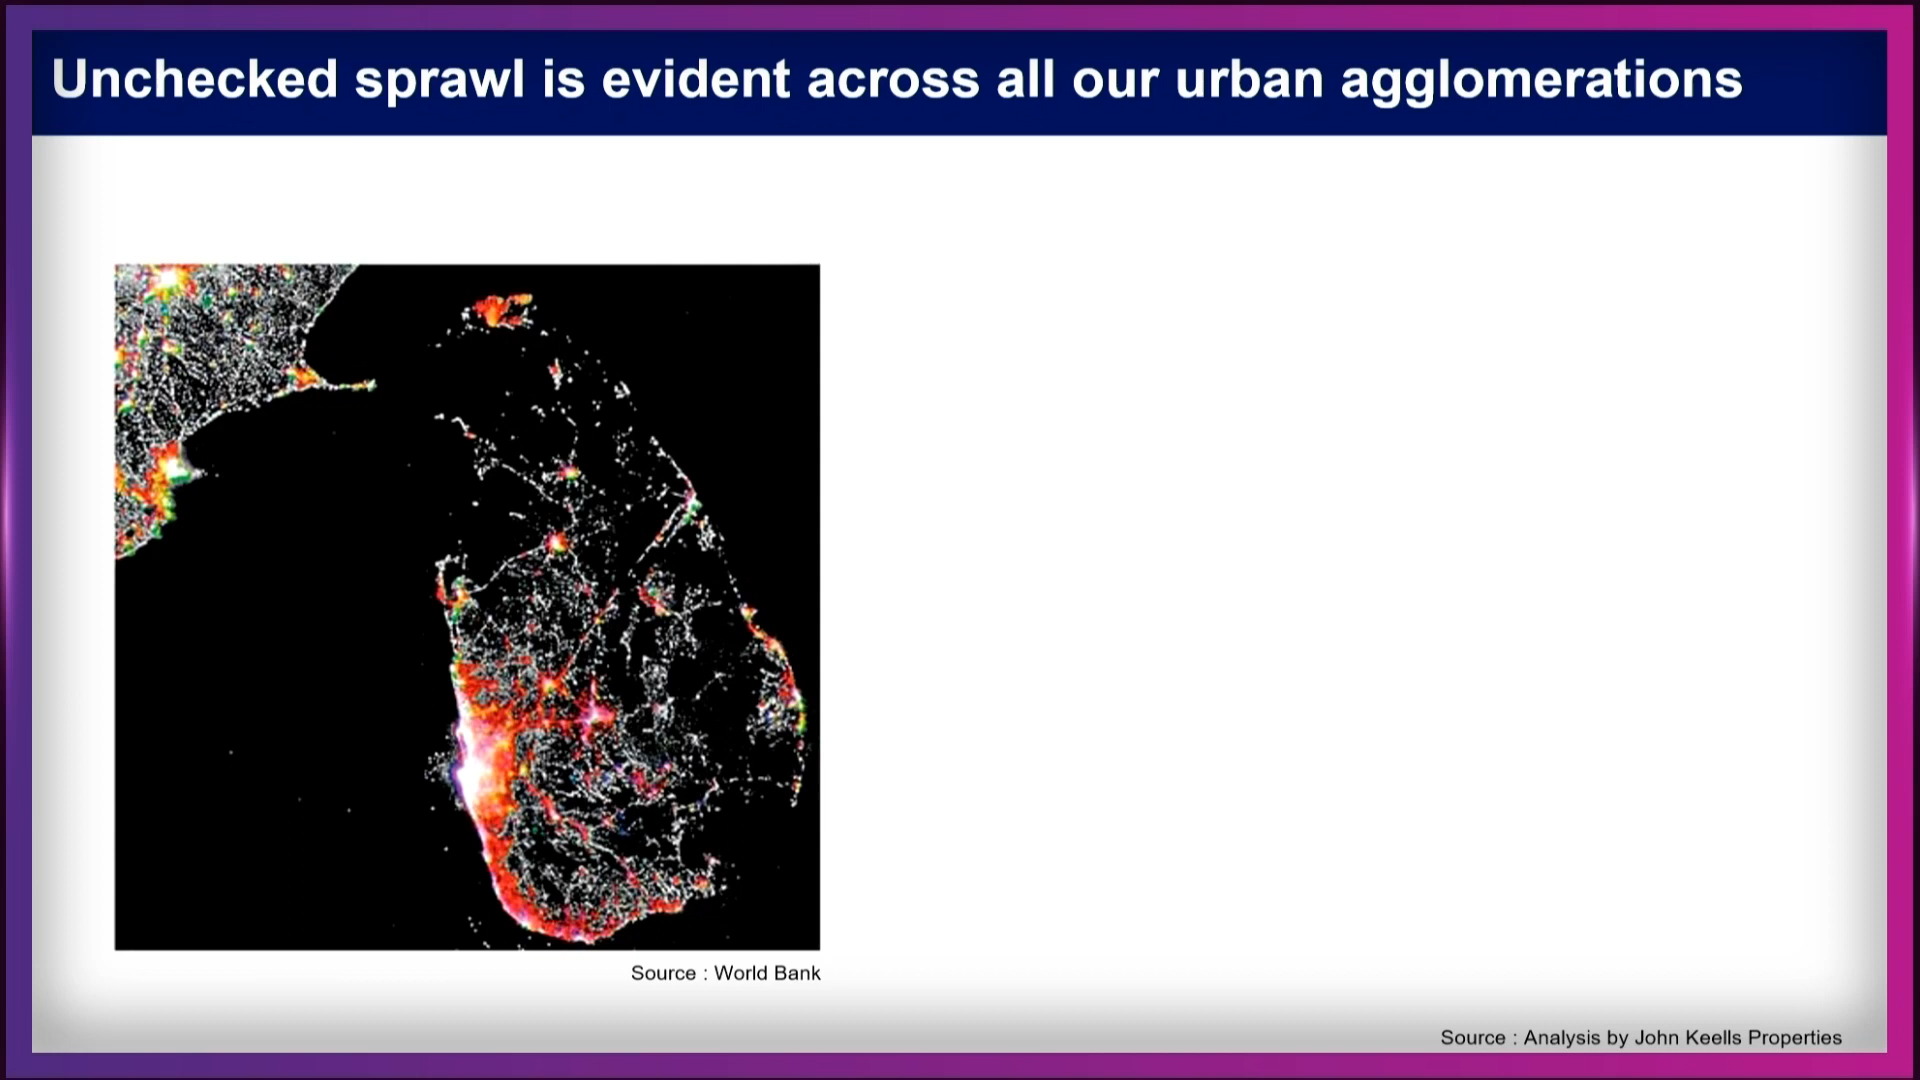 Unchecked sprawl is evident across all our urban agglomerations
Source : World Bank
Source : Analysis by John Keells Properties